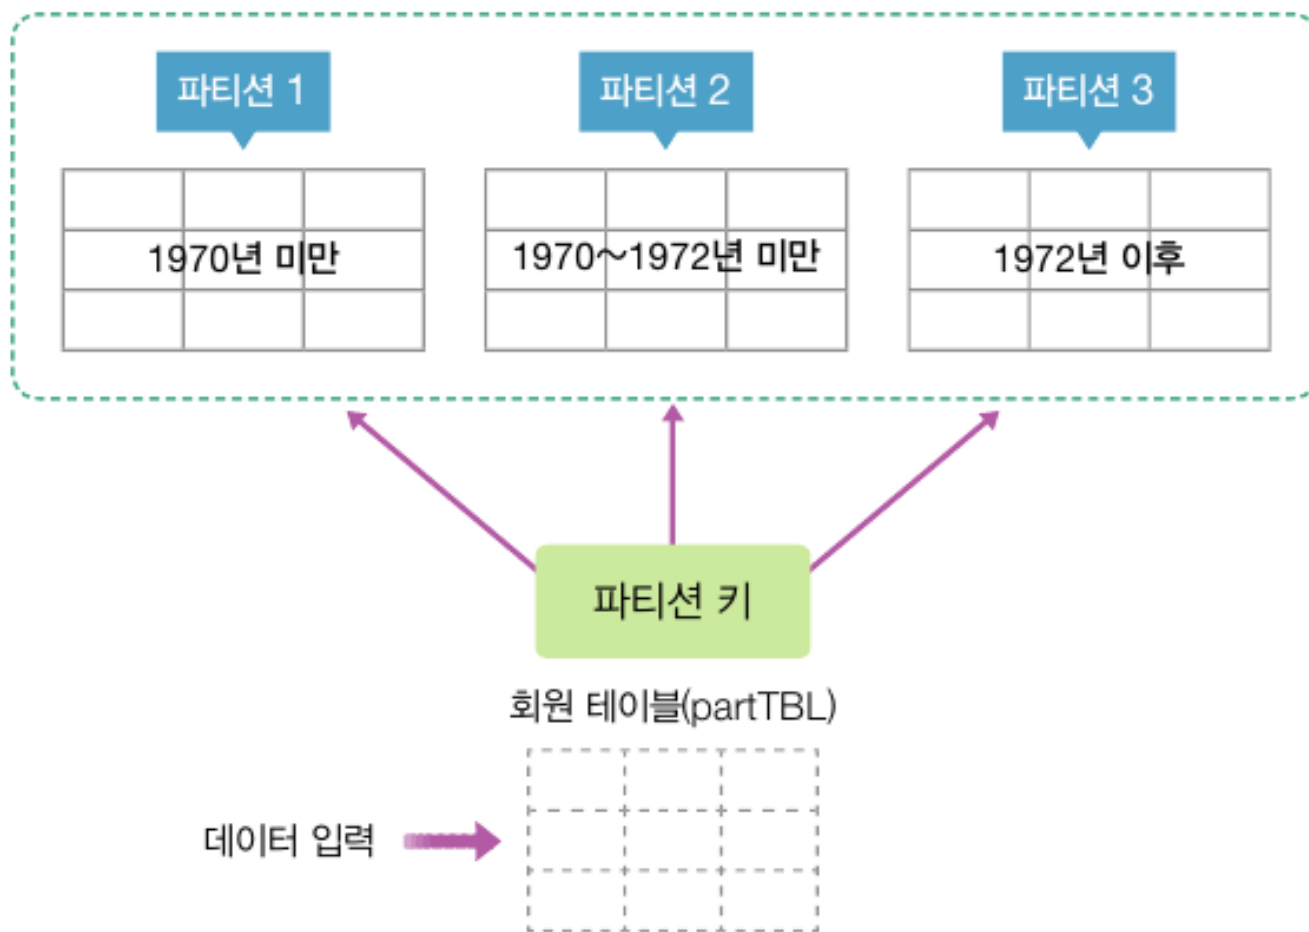 파티션 1
파티션 2
파티션 3
1970년 미만
1970~1972년 미만
1972년 이후
파티션 키
회원 테이블(partTBL)
데이터 입력